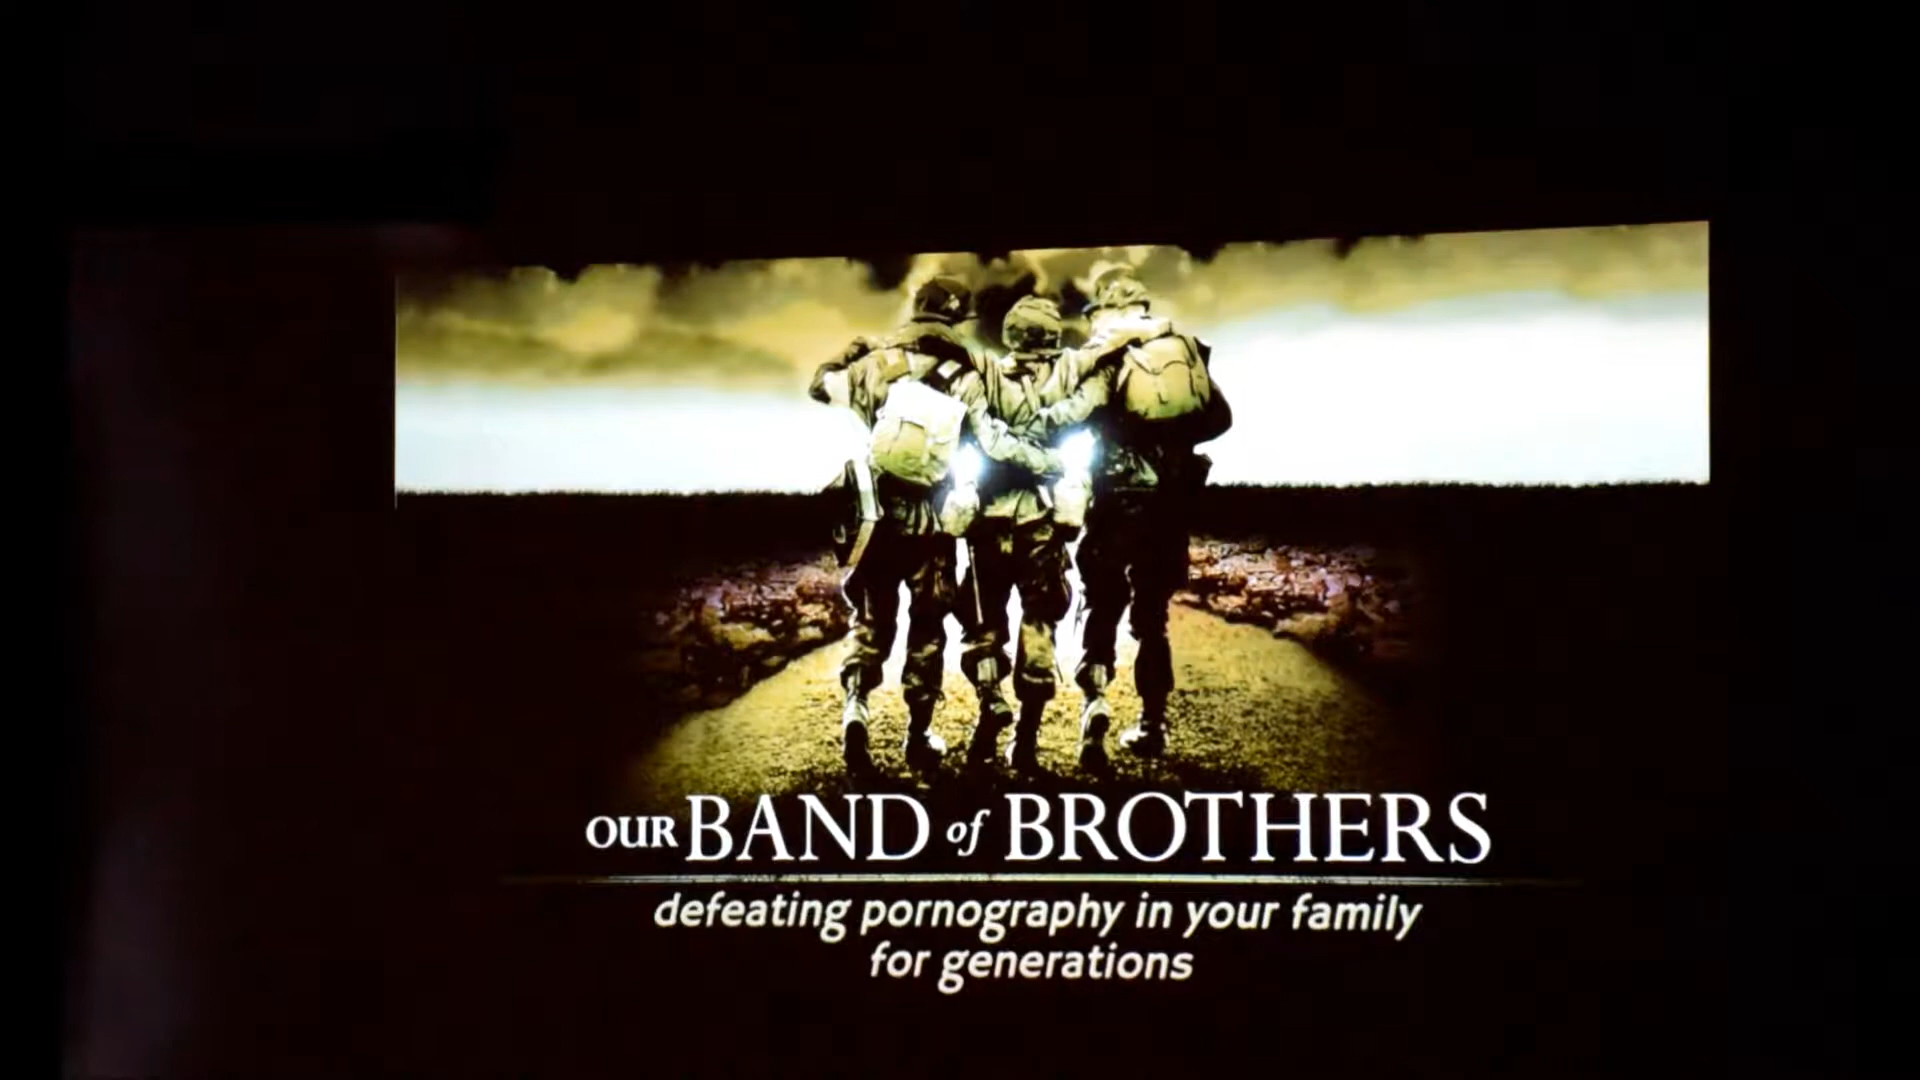 OUR BAND of BROTHERS
defeating pornography in your family
for generations